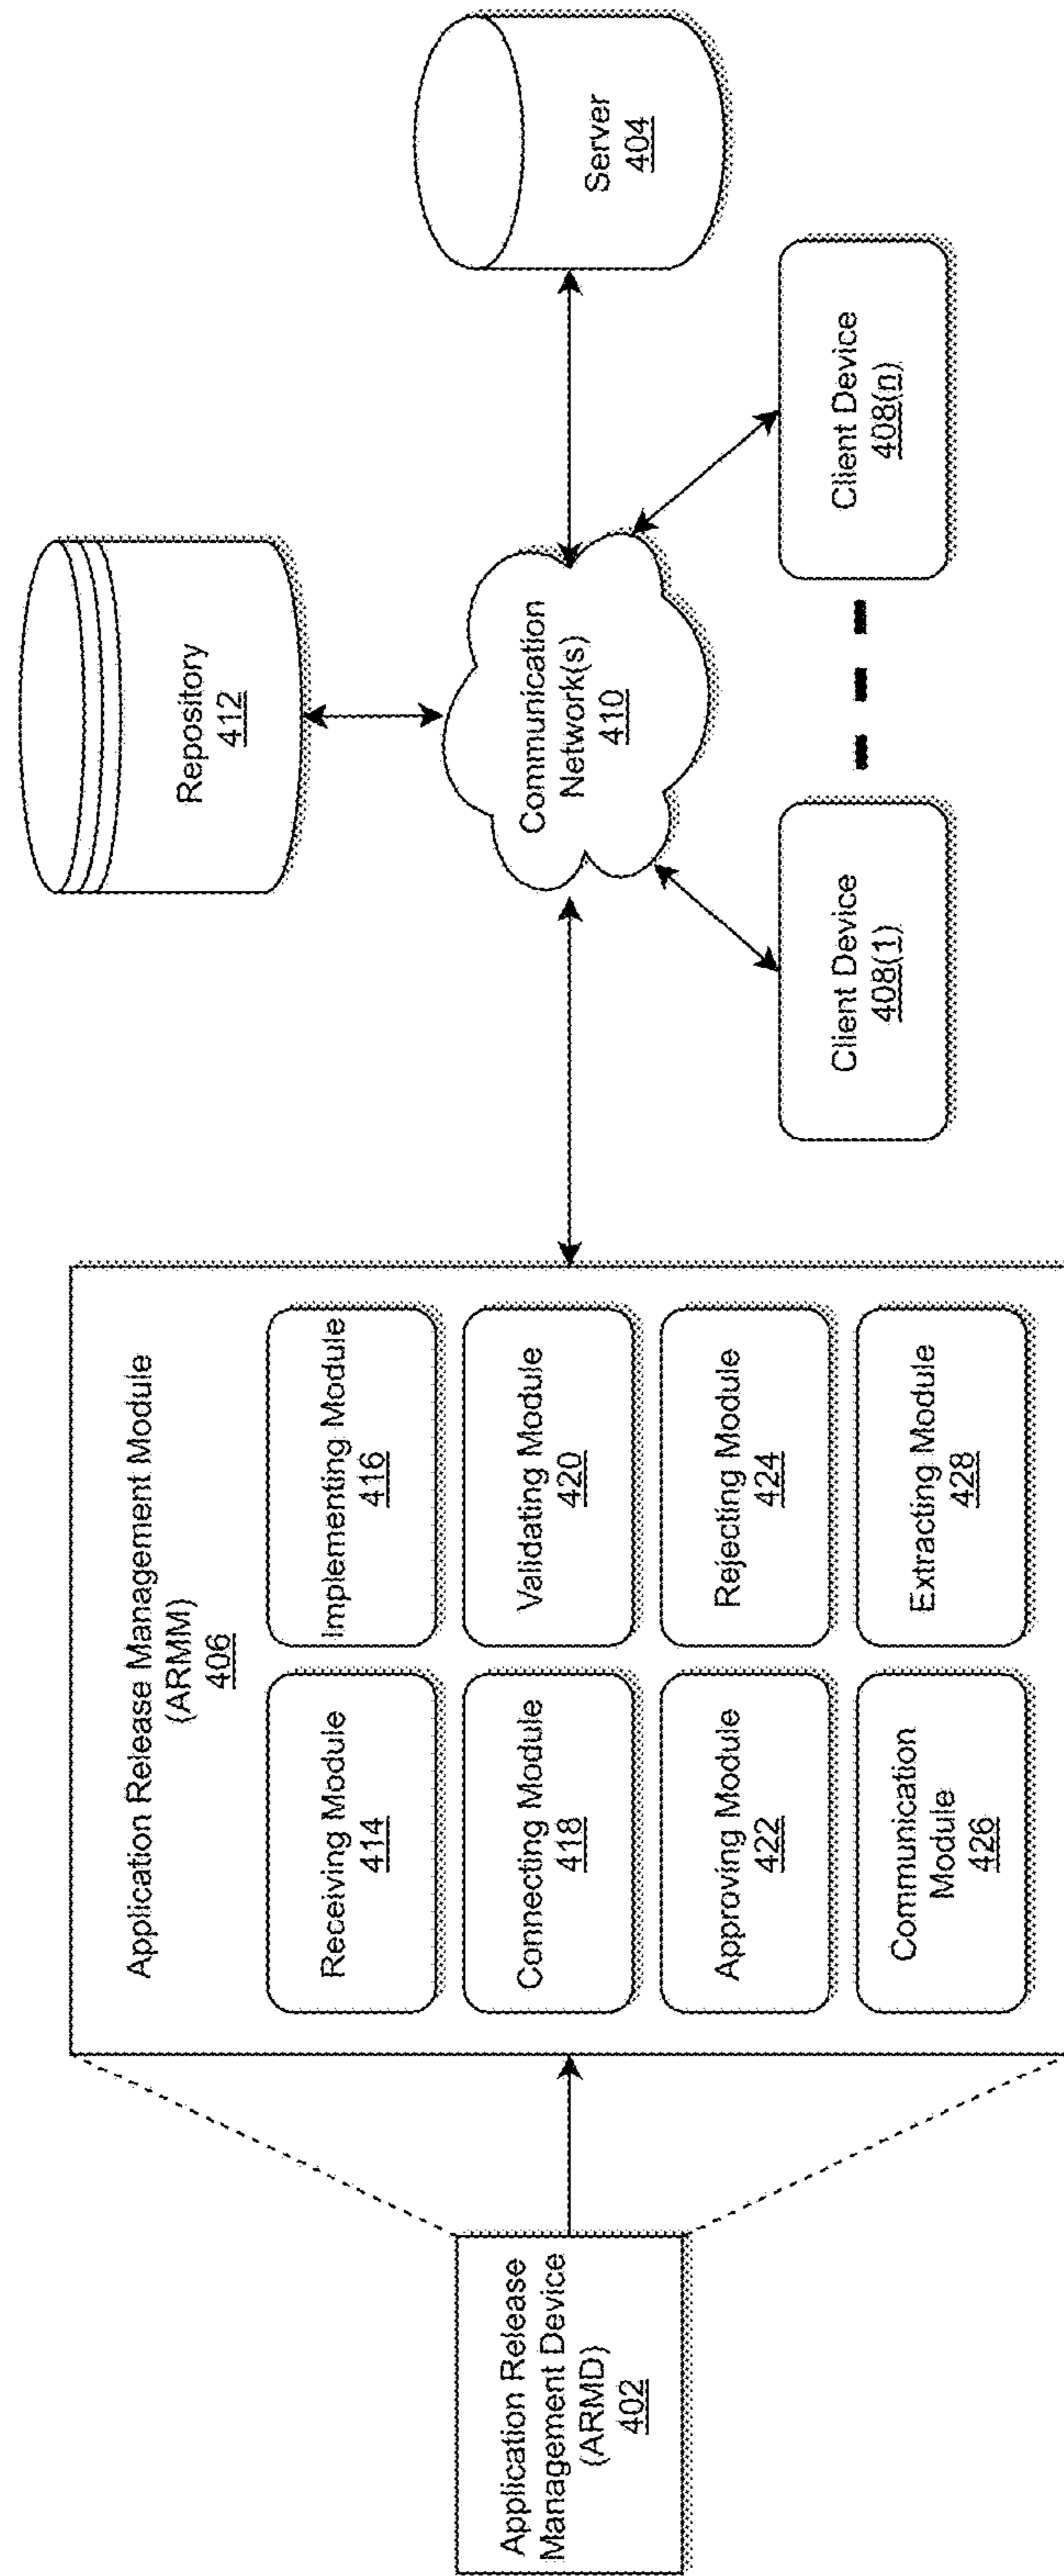 Application Release
Management Device
(ARMD)
402
Application Release Management Module
(ARMM)
406
Receiving Module
414
Implementing Module
416
Connecting Module
418
Validating Module
420
Approving Module
422
Rejecting Module
424
Communication
Module
426
Extracting Module
428
Repository
412
Communication
Network(s)
410
Server
404
Client Device
408(1)
Client Device
408(n)